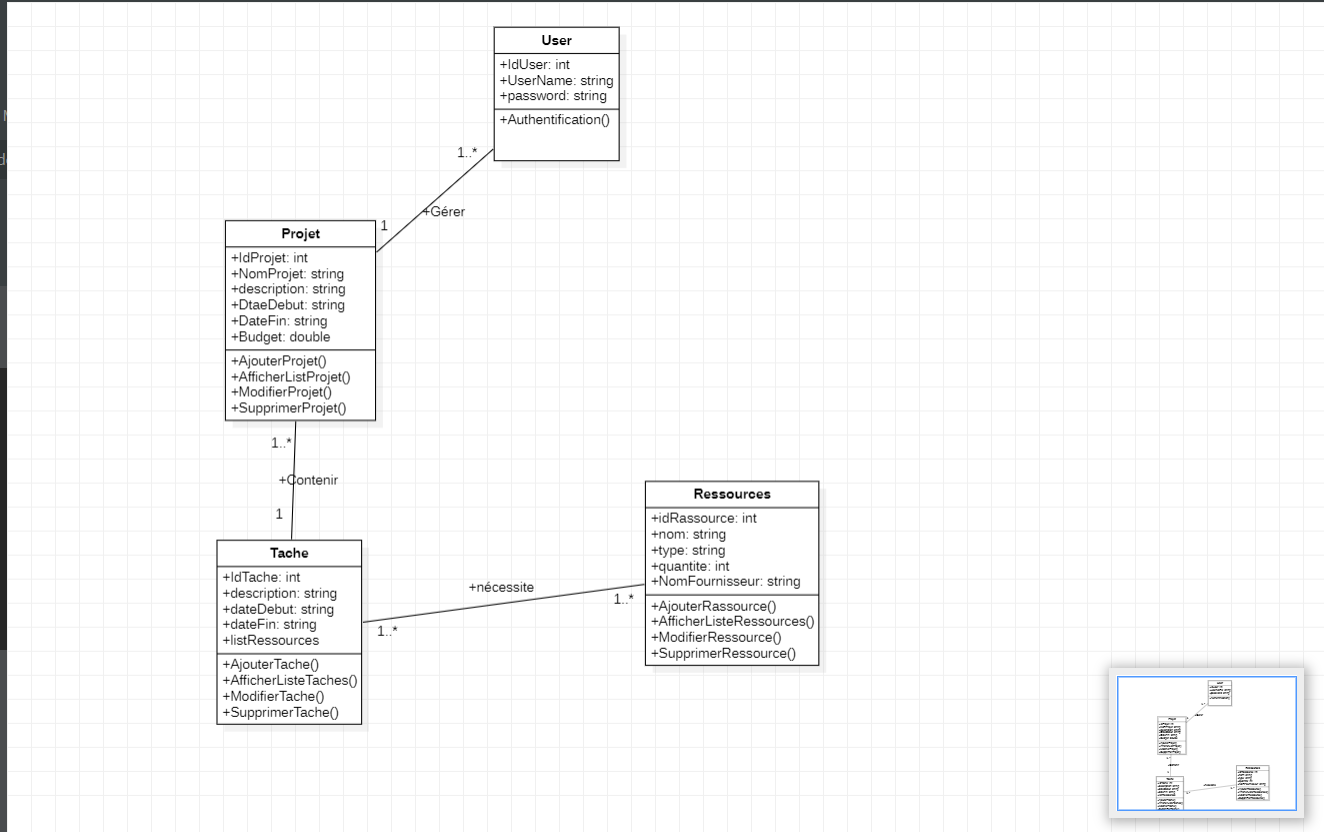 User
+IdUser: int
+UserName: string
+password: string
+Authentification()
1..*
+Gérer
1
Projet
+IdProjet: int
+NomProjet: string
+description: string
+DtaeDebut: string
+DateFin: string
+Budget: double
+AjouterProjet()
+AfficherListProjet()
+ModifierProjet()
+SupprimerProjet()
1..*
+Contenir
1
Tache
+IdTache: int
+description: string
+dateDebut: string
+dateFin: string
+listRessources
+AjouterTache()
+AfficherListeTaches()
+ModifierTache()
+SupprimerTache()
+nécessite
1..*
1..*
Ressources
+idRassource: int
+nom: string
+type: string
+quantite: int
+NomFournisseur: string
+AjouterRassource()
+AfficherListeRessources()
+ModifierRessource()
+SupprimerRessource()